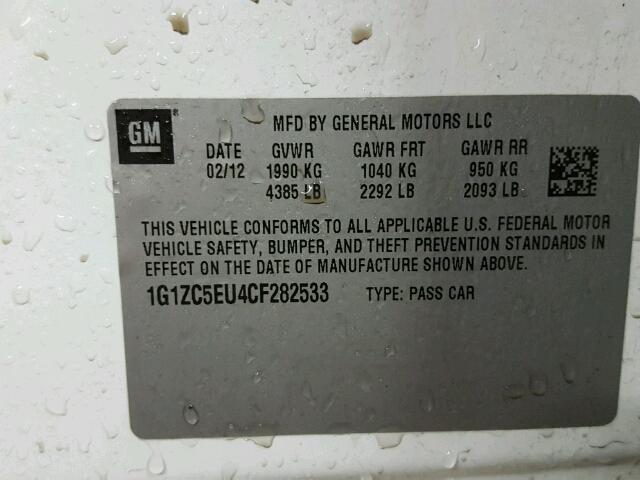 GM ®
MFD BY GENERAL MOTORS LLC
DATE GVWR GAWR FRT GAWR RR
02/12 1990 KG 1040 KG 950 KG
4385 LB 2292 LB 2093 LB
THIS VEHICLE CONFORMS TO ALL APPLICABLE U.S. FEDERAL MOTOR
VEHICLE SAFETY, BUMPER, AND THEFT PREVENTION STANDARDS IN
EFFECT ON THE DATE OF MANUFACTURE SHOWN ABOVE.
1G1ZC5EU4CF282533 TYPE: PASS CAR